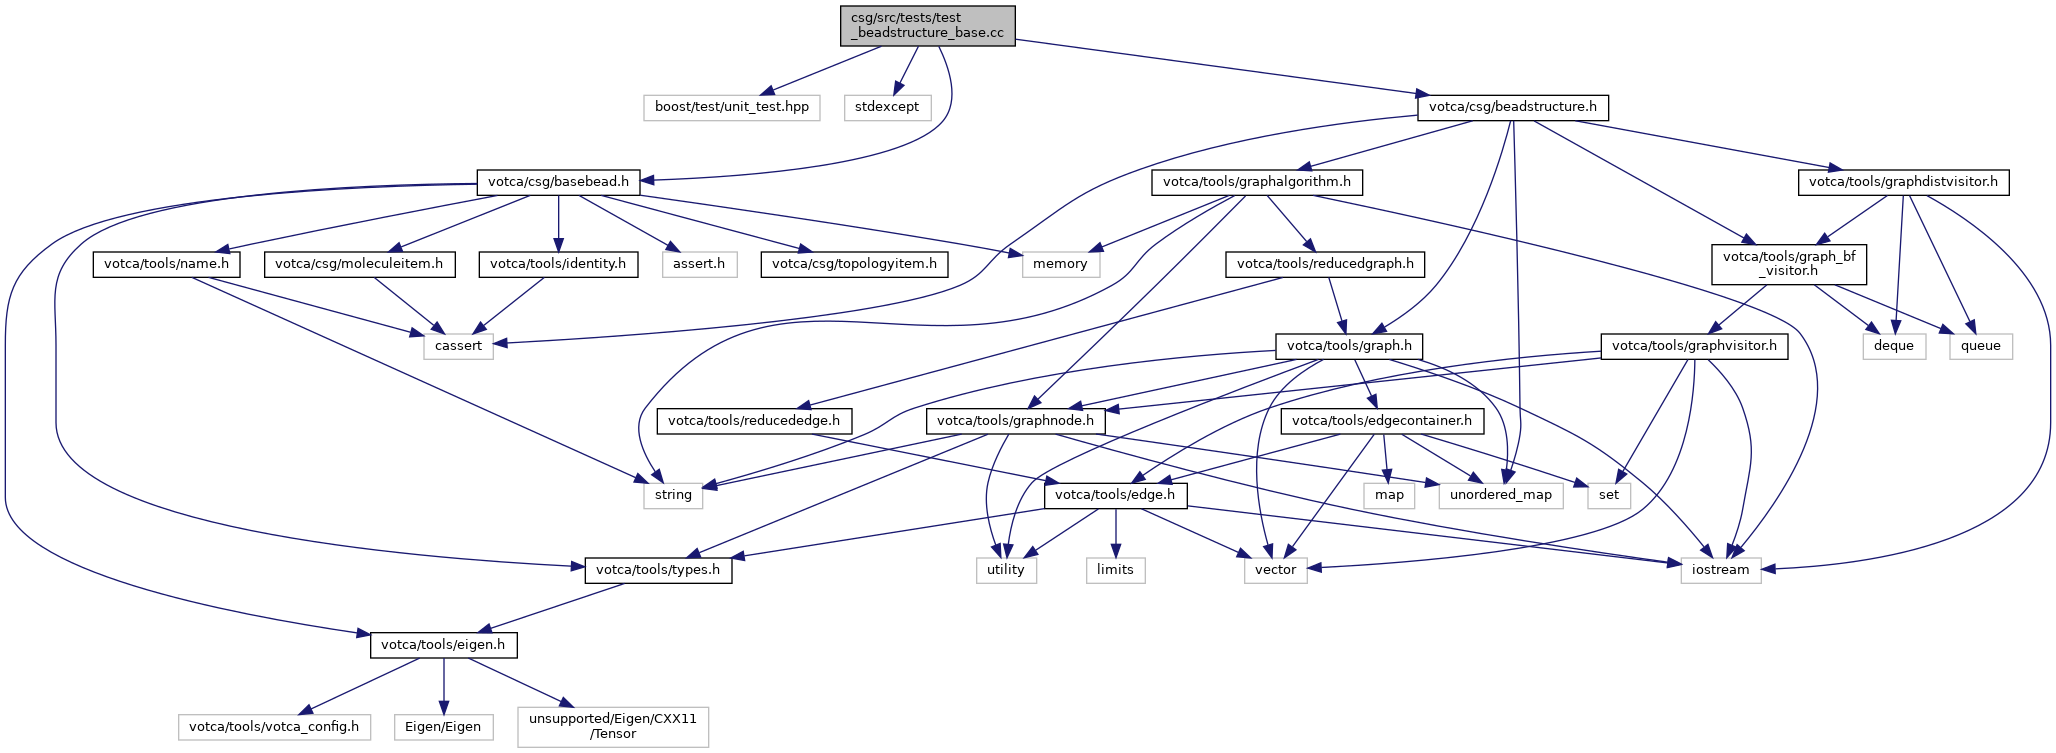 csg/src/tests/test
_beadstructure_base.cc
boost/test/unit_test.hpp
stdexcept
votca/csg/beadstructure.h
votca/csg/basebead.h
votca/tools/graphalgorithm.h
votca/tools/graphdistvisitor.h
votca/tools/name.h
votca/csg/moleculeitem.h
votca/tools/identity.h
assert.h
votca/csg/topologyitem.h
memory
votca/tools/reducedgraph.h
votca/tools/graph_bf
_visitor.h
cassert
votca/tools/graph.h
votca/tools/graphvisitor.h
deque
queue
votca/tools/reducededge.h
votca/tools/graphnode.h
votca/tools/edgecontainer.h
string
votca/tools/edge.h
map
unordered_map
set
votca/tools/types.h
utility
limits
vector
iostream
votca/tools/eigen.h
votca/tools/votca_config.h
Eigen/Eigen
unsupported/Eigen/CXX11
/Tensor